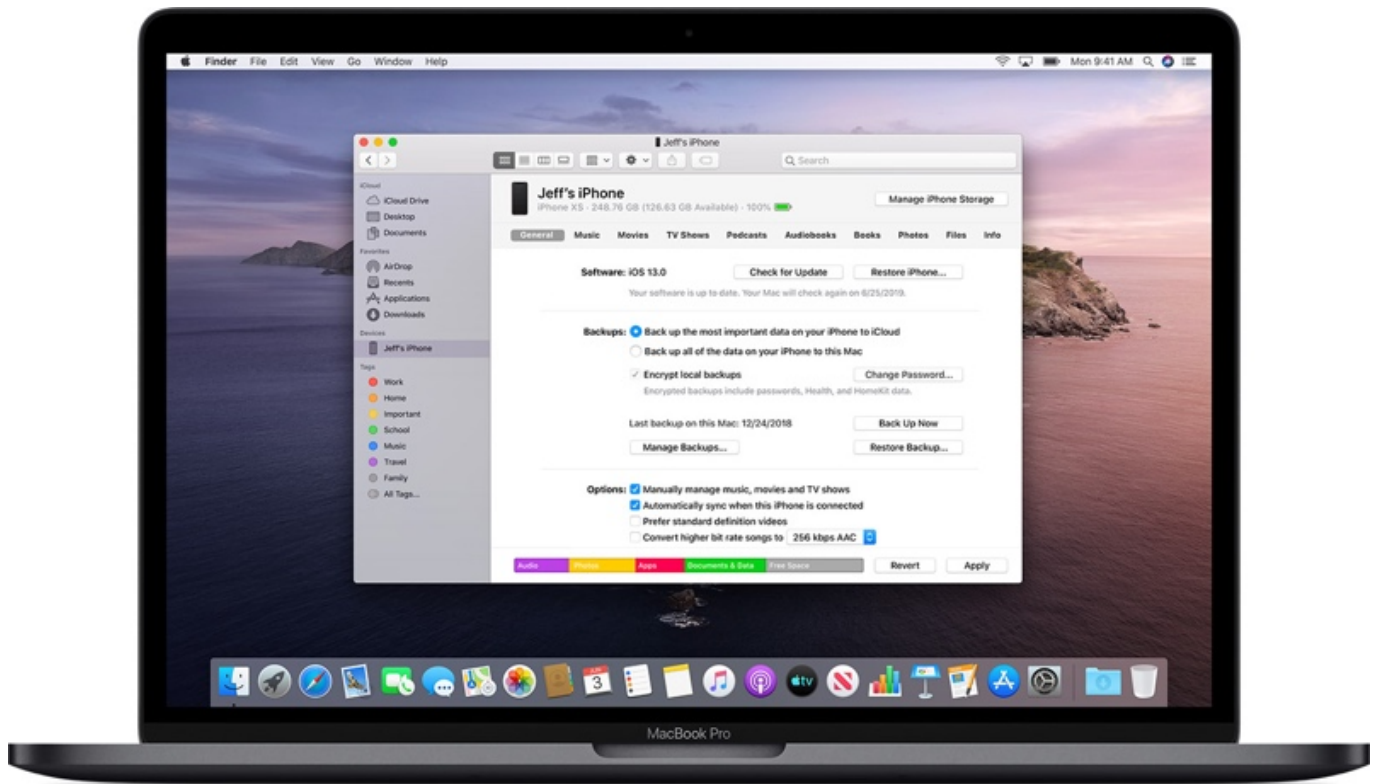 Finder File Edit View Go Window Help Mon 9:41 AM
Jeff's iPhone
Search
iCloud
iCloud Drive
Desktop
Documents
Favorites
AirDrop
Recents
Applications
Downloads
Devices
Jeff's iPhone
Tags
Work
Home
Important
School
Music
Travel
Family
All Tags...
Jeff's iPhone
iPhone XS - 248.76 GB (126.63 GB Available) - 100%
Manage iPhone Storage
General Music Movies TV Shows Podcasts Audiobooks Books Photos Files Info
Software: iOS 13.0 Check for Update Restore iPhone...
Your software is up to date. Your Mac will check again on 6/25/2019.
Backups: Back up the most important data on your iPhone to iCloud
Back up all of the data on your iPhone to this Mac
Encrypt local backups Change Password...
Encrypted backups include passwords, Health, and HomeKit data.
Last backup on this Mac: 12/24/2018 Back Up Now
Manage Backups... Restore Backup...
Options: Manually manage music, movies and TV shows
Automatically sync when this iPhone is connected
Prefer standard definition videos
Convert higher bit rate songs to 256 kbps AAC
Audio Photos Apps Documents & Data Free Space Revert Apply
JUN
3
tv
MacBook Pro